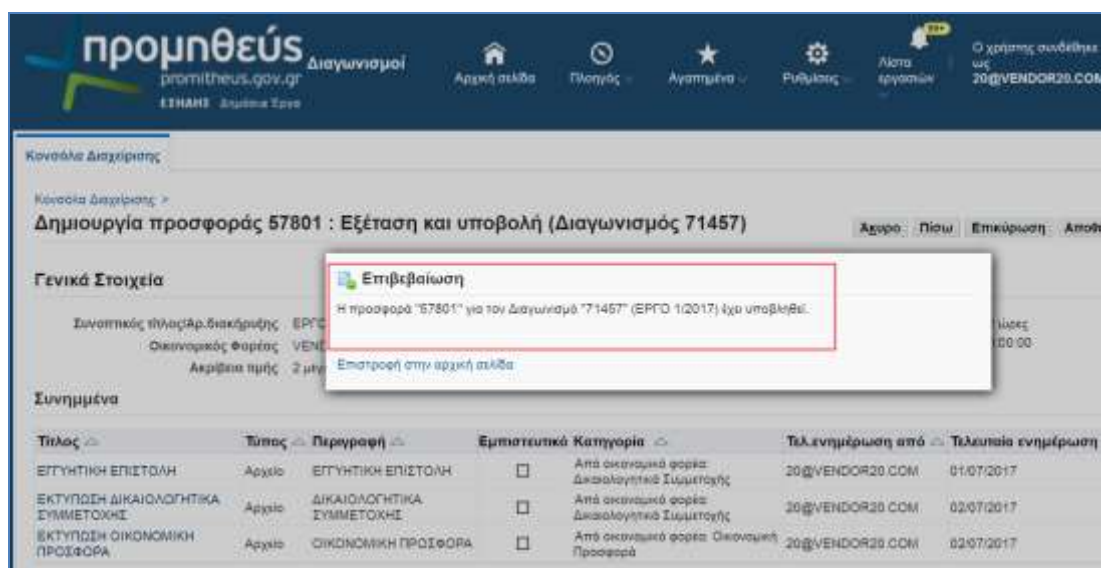 προμηθεύς
promitheus.gov.gr
ΕΣΗΔΗΣ Δημόσια Έργα
Διαγωνισμοί
Αρχική σελίδα
Πλοηγός
Αγαπημένα
Ρυθμίσεις
99+
Λίστα εργασιών
Ο χρήστης συνδέθηκε
ως
20@VENDOR20.COM
Κονσόλα Διαχείρισης
Κονσόλα Διαχείρισης >
Δημιουργία προσφοράς 57801 : Εξέταση και υποβολή (Διαγωνισμός 71457)
Άκυρο Πίσω Επικύρωση Αποθ
Γενικά Στοιχεία
Επιβεβαίωση
Η προσφορά "57801" για τον Διαγωνισμό "71457" (ΕΡΓΟ 1/2017) έχει υποβληθεί.
Επιστροφή στην αρχική σελίδα
Συνοπτικός τίτλος/Αρ.διακήρυξης ΕΡΓΟ
Οικονομικός Φορέας VEND
Ακρίβεια τιμής 2
Συνημμένα
Τίτλος Τύπος Περιγραφή Εμπιστευτικό Κατηγορία Τελ.ενημέρωση από Τελευταία ενημέρωση
ΕΓΓΥΗΤΙΚΗ ΕΠΙΣΤΟΛΗ Αρχείο ΕΓΓΥΗΤΙΚΗ ΕΠΙΣΤΟΛΗ Από οικονομικό φορέα: Δικαιολογητικά Συμμετοχής 20@VENDOR20.COM 01/07/2017
ΕΚΤΥΠΩΣΗ ΔΙΚΑΙΟΛΟΓΗΤΙΚΑ ΣΥΜΜΕΤΟΧΗΣ Αρχείο ΔΙΚΑΙΟΛΟΓΗΤΙΚΑ ΣΥΜΜΕΤΟΧΗΣ Από οικονομικό φορέα: Δικαιολογητικά Συμμετοχής 20@VENDOR20.COM 02/07/2017
ΕΚΤΥΠΩΣΗ ΟΙΚΟΝΟΜΙΚΗ ΠΡΟΣΦΟΡΑ Αρχείο ΟΙΚΟΝΟΜΙΚΗ ΠΡΟΣΦΟΡΑ Από οικονομικό φορέα: Οικονομική Προσφορά 20@VENDOR20.COM 02/07/2017